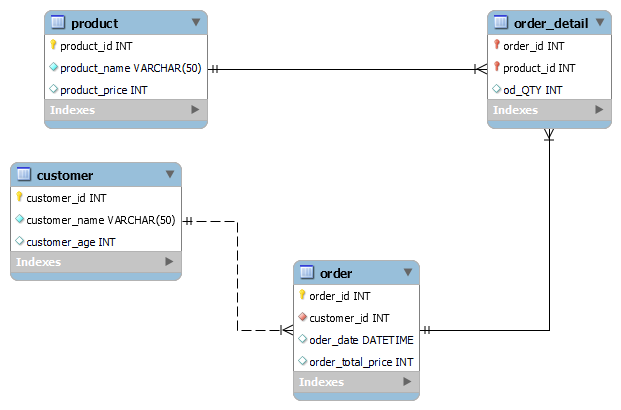 product
product_id INT
product_name VARCHAR(50)
product_price INT
Indexes
order_detail
order_id INT
product_id INT
od_QTY INT
Indexes
customer
customer_id INT
customer_name VARCHAR(50)
customer_age INT
Indexes
order
order_id INT
customer_id INT
oder_date DATETIME
order_total_price INT
Indexes